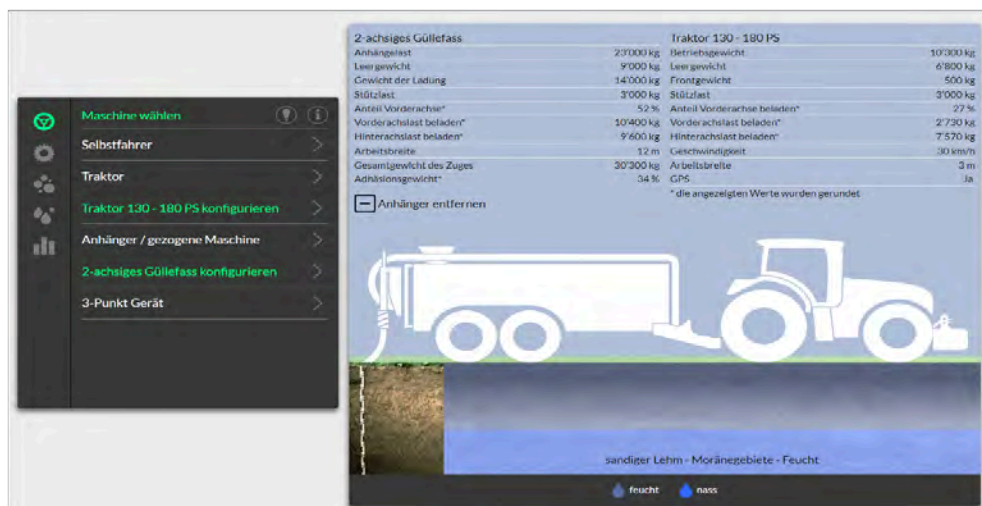 Maschine wählen
Selbstfahrer
Traktor
Traktor 130 - 180 PS konfigurieren
Anhänger / gezogene Maschine
2-achsiges Güllefass konfigurieren
3-Punkt Gerät
2-achsiges Güllefass
Anhängelast 23'000 kg
Leergewicht 9'000 kg
Gewicht der Ladung 14'000 kg
Stützlast 3'000 kg
Anteil Vorderachse* 52 %
Vorderachslast beladen* 10'400 kg
Hinterachslast beladen* 9'600 kg
Arbeitsbreite 12 m
Gesamtgewicht des Zuges 30'300 kg
Adhäsionsgewicht* 34 %
Traktor 130 - 180 PS
Betriebsgewicht 10'300 kg
Leergewicht 6'800 kg
Frontgewicht 500 kg
Stützlast 3'000 kg
Anteil Vorderachse beladen* 27 %
Vorderachslast beladen* 2'730 kg
Hinterachslast beladen* 7'570 kg
Geschwindigkeit 30 km/h
Arbeitsbreite 3 m
GPS Ja
* die angezeigten Werte wurden gerundet
Anhänger entfernen
sandiger Lehm - Moränegebiete - Feucht
feucht nass